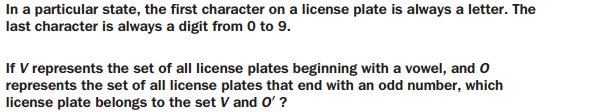 In a particular state, the first character on a license plate is always a letter. The
last character is always a digit from 0 to 9.
If V represents the set of all license plates beginning with a vowel, and O
represents the set of all license plates that end with an odd number, which
license plate belongs to the set V and O′ ?